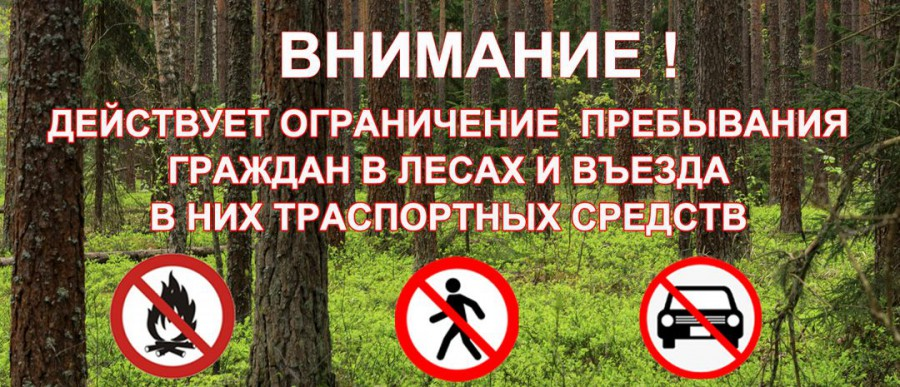 ВНИМАНИЕ !
ДЕЙСТВУЕТ ОГРАНИЧЕНИЕ ПРЕБЫВАНИЯ
ГРАЖДАН В ЛЕСАХ И ВЪЕЗДА
В НИХ ТРАСПОРТНЫХ СРЕДСТВ